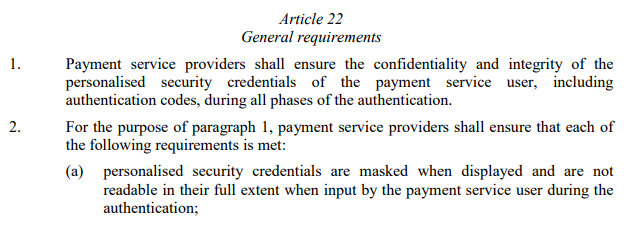 Article 22
General requirements
1. Payment service providers shall ensure the confidentiality and integrity of the
personalised security credentials of the payment service user, including
authentication codes, during all phases of the authentication.
2. For the purpose of paragraph 1, payment service providers shall ensure that each of
the following requirements is met:
(a) personalised security credentials are masked when displayed and are not
readable in their full extent when input by the payment service user during the
authentication;